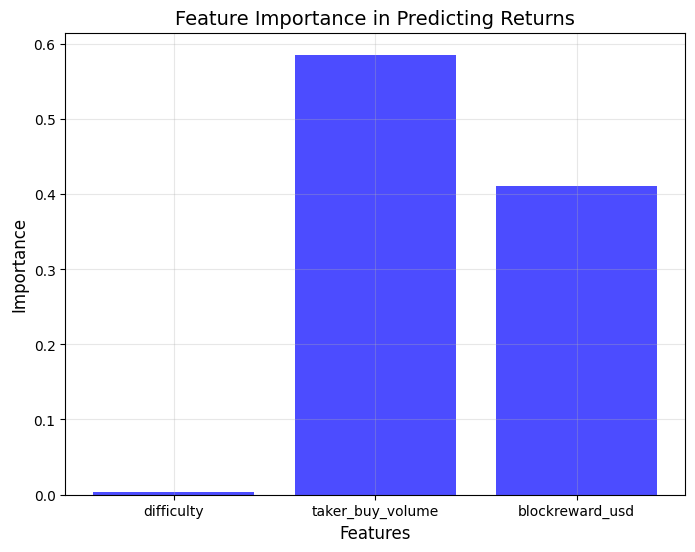 Feature Importance in Predicting Returns
0.6
0.5
0.4
0.3
0.2
0.1
0.0
Importance
difficulty
taker_buy_volume
blockreward_usd
Features